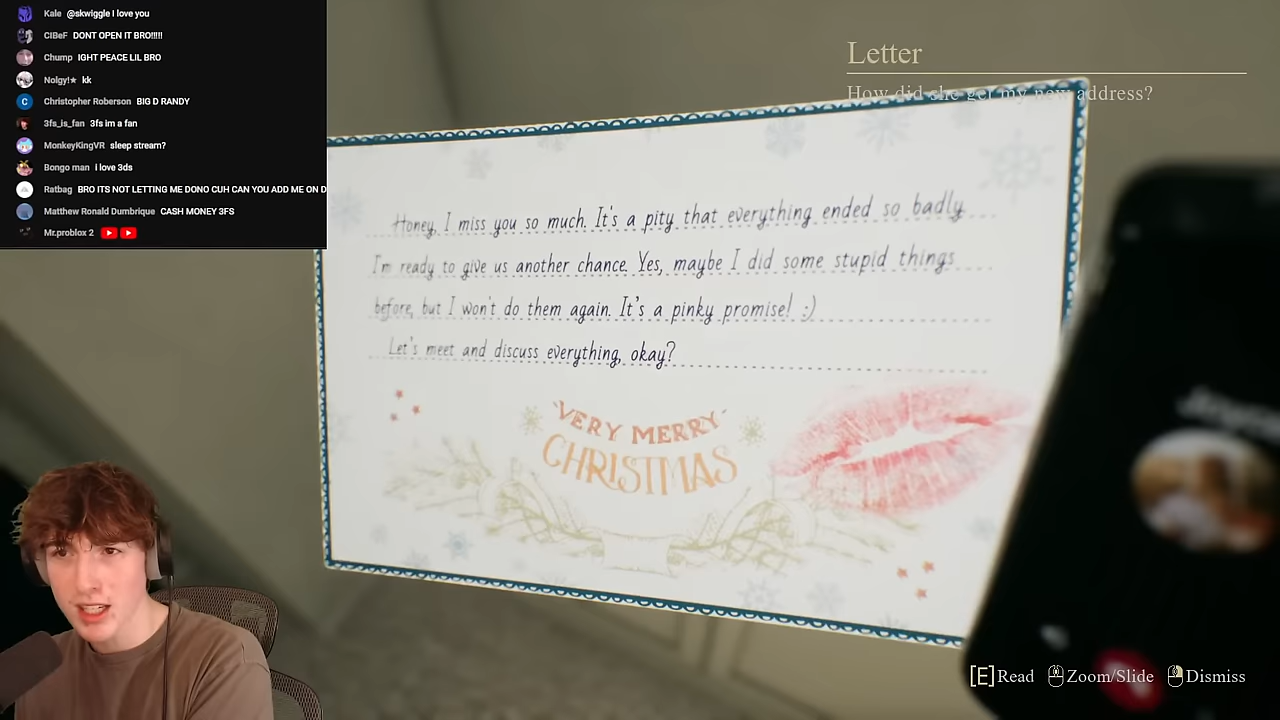 Kale @skwiggle I love you
CIBeF DONT OPEN IT BRO!!!!!
Chump IGHT PEACE LIL BRO
Nolgy!★ kk
C Christopher Roberson BIG D RANDY
3fs_is_fan 3fs im a fan
MonkeyKingVR sleep stream?
Bongo man i love 3ds
Ratbag BRO ITS NOT LETTING ME DONO CUH CAN YOU ADD ME ON D
Matthew Ronald Dumbrique CASH MONEY 3FS
Mr.problox 2
Letter
How did she get my new address?
Honey, I miss you so much. It's a pity that everything ended so badly
I'm ready to give us another chance. Yes, maybe I did some stupid things
before, but I won't do them again. It's a pinky promise! :)
Let's meet and discuss everything, okay?
VERY MERRY
CHRISTMAS
[E]Read Zoom/Slide Dismiss